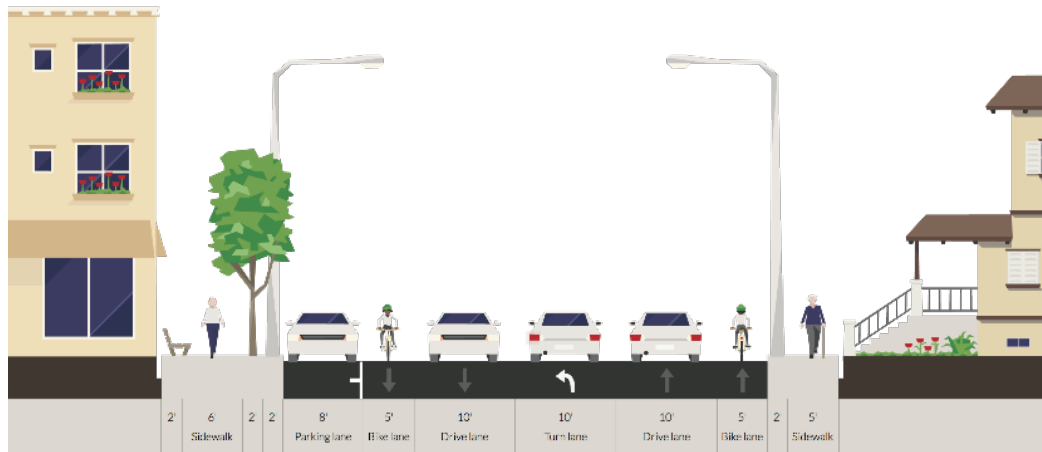 2' 6' 2' 2' 8' 5' 10' 10' 10' 5' 2' 5'
Sidewalk Parking lane Bike lane Drive lane Turn lane Drive lane Bike lane Sidewalk